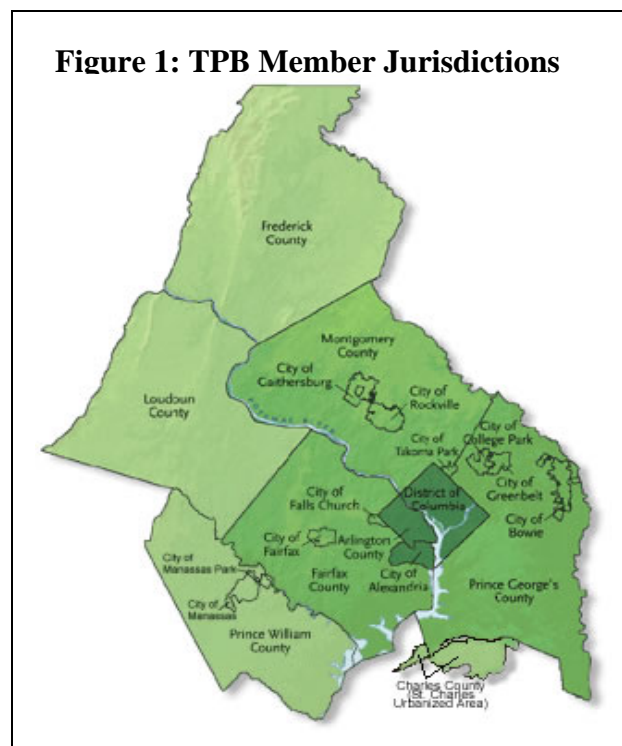 Figure 1: TPB Member Jurisdictions
Frederick
County
Montgomery
County
City of
Gaithersburg
City of
Rockville
Loudoun
County
POTOMAC RIVER
City of
Takoma Park
City of
College Park
City of
Greenbelt
City of
Bowie
District of
Columbia
City of
Falls Church
City of
Fairfax
Arlington
County
City of
Alexandria
Fairfax
County
Prince George's
County
City of
Manassas Park
City of
Manassas
Prince William
County
Charles County
(St. Charles
Urbanized Area)